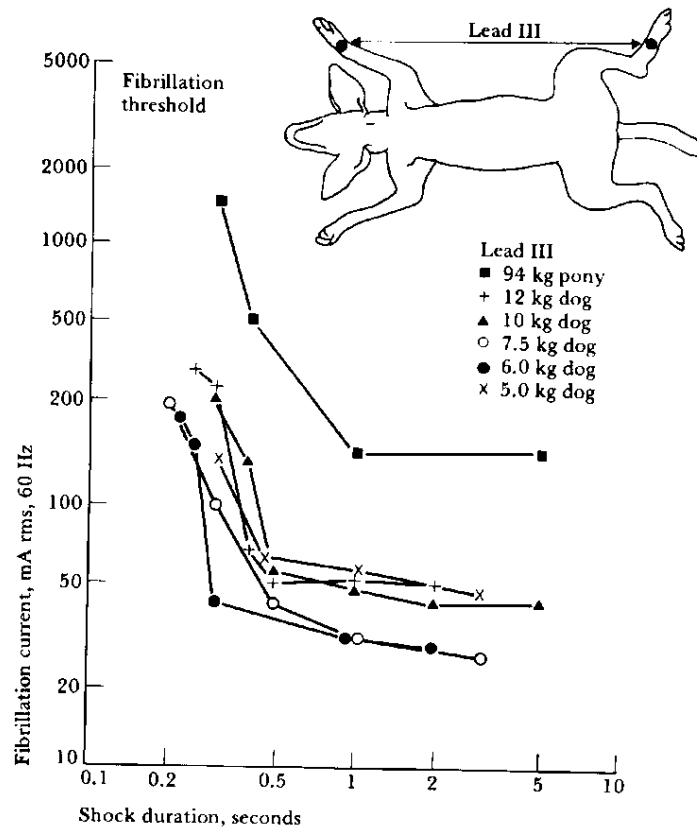 Lead III
5000
Fibrillation
threshold
2000
1000
500
200
100
50
20
10
Fibrillation current, mA rms, 60 Hz
Lead III
94 kg pony
12 kg dog
10 kg dog
7.5 kg dog
6.0 kg dog
5.0 kg dog
0.1 0.2 0.5 1 2 5 10
Shock duration, seconds